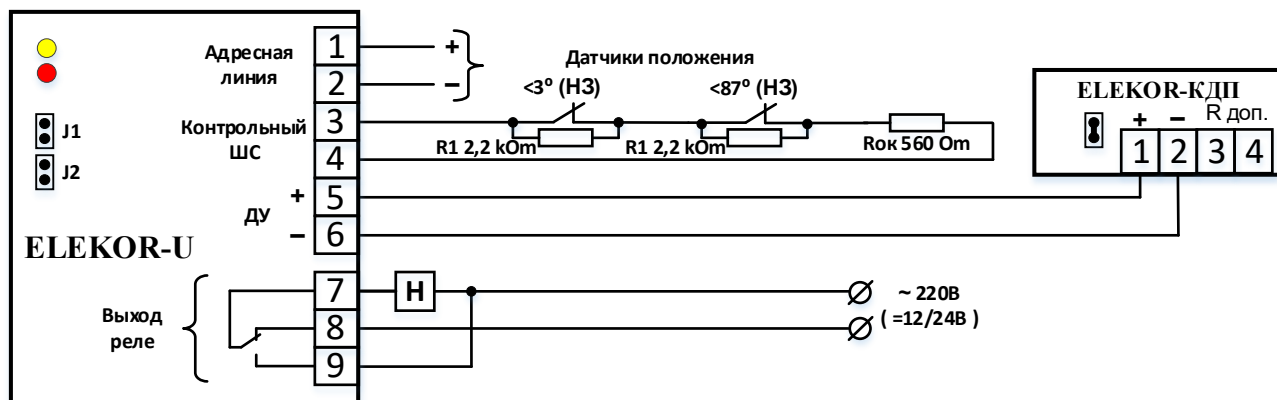 1
Адресная
линия
+
2
–
Датчики положения
<3º (НЗ)
<87º (НЗ)
ELEKOR-КДП
+
–
R доп.
1
2
3
4
J1
J2
Контрольный
ШС
3
4
R1 2,2 kOm
R1 2,2 kOm
Rок 560 Om
ДУ
+
5
–
6
ELEKOR-U
Выход
реле
7
8
9
Н
~ 220В
( =12/24В )